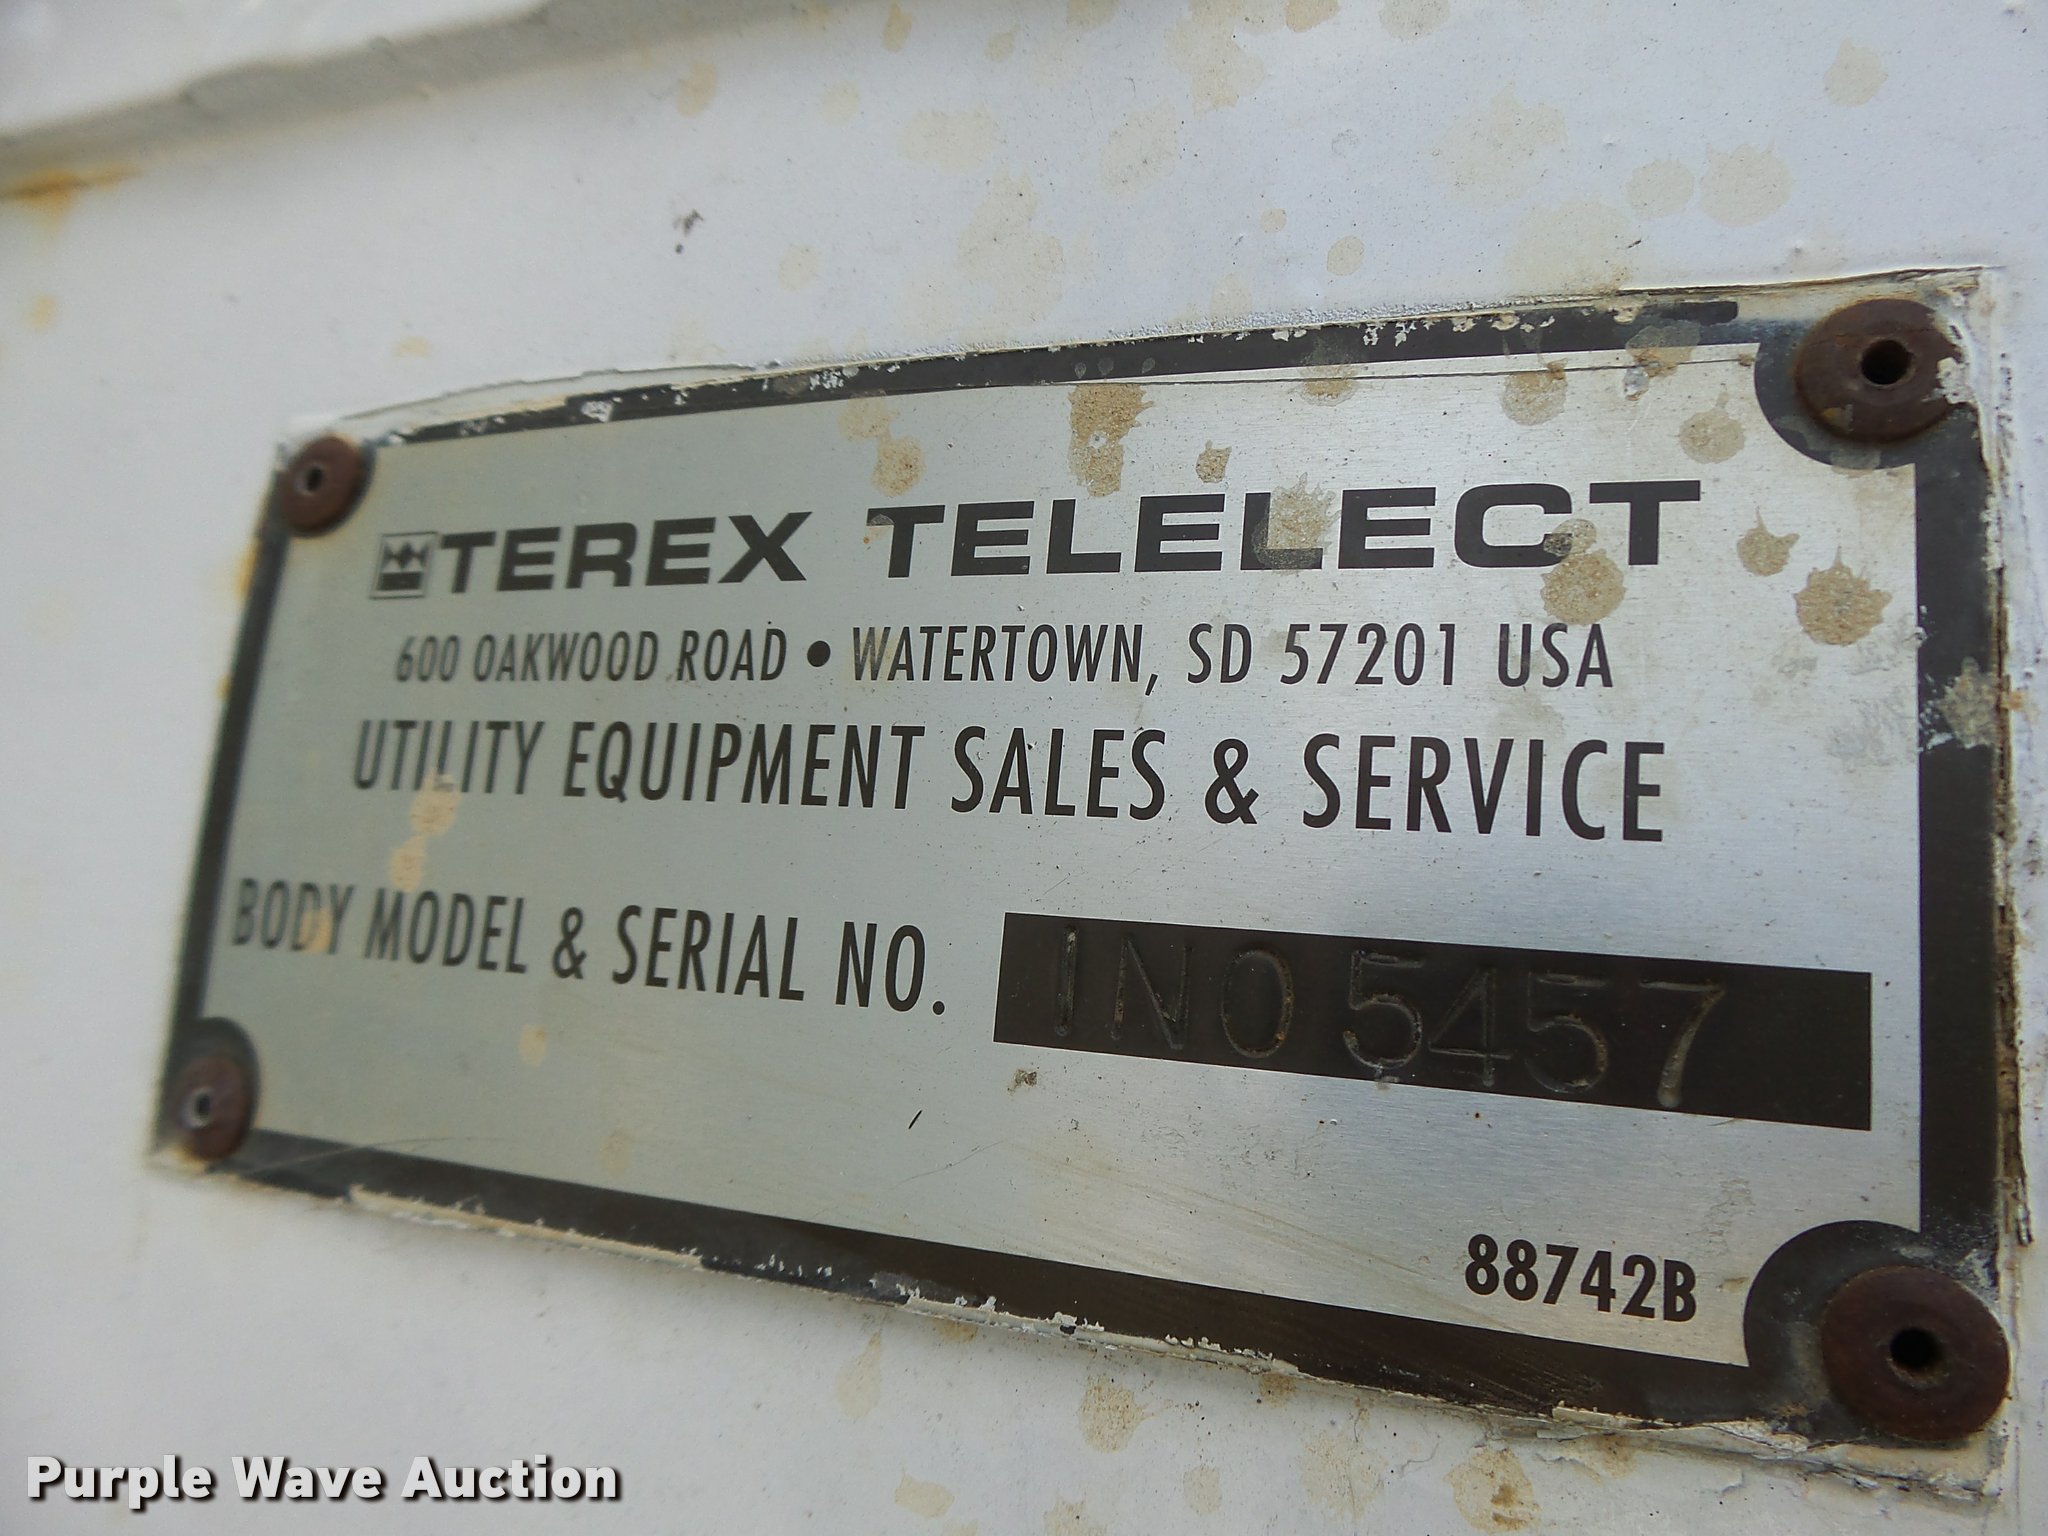 TEREX TELELECT
600 OAKWOOD ROAD • WATERTOWN, SD 57201 USA
UTILITY EQUIPMENT SALES & SERVICE
BODY MODEL & SERIAL NO. INO5457
88742B
Purple Wave Auction